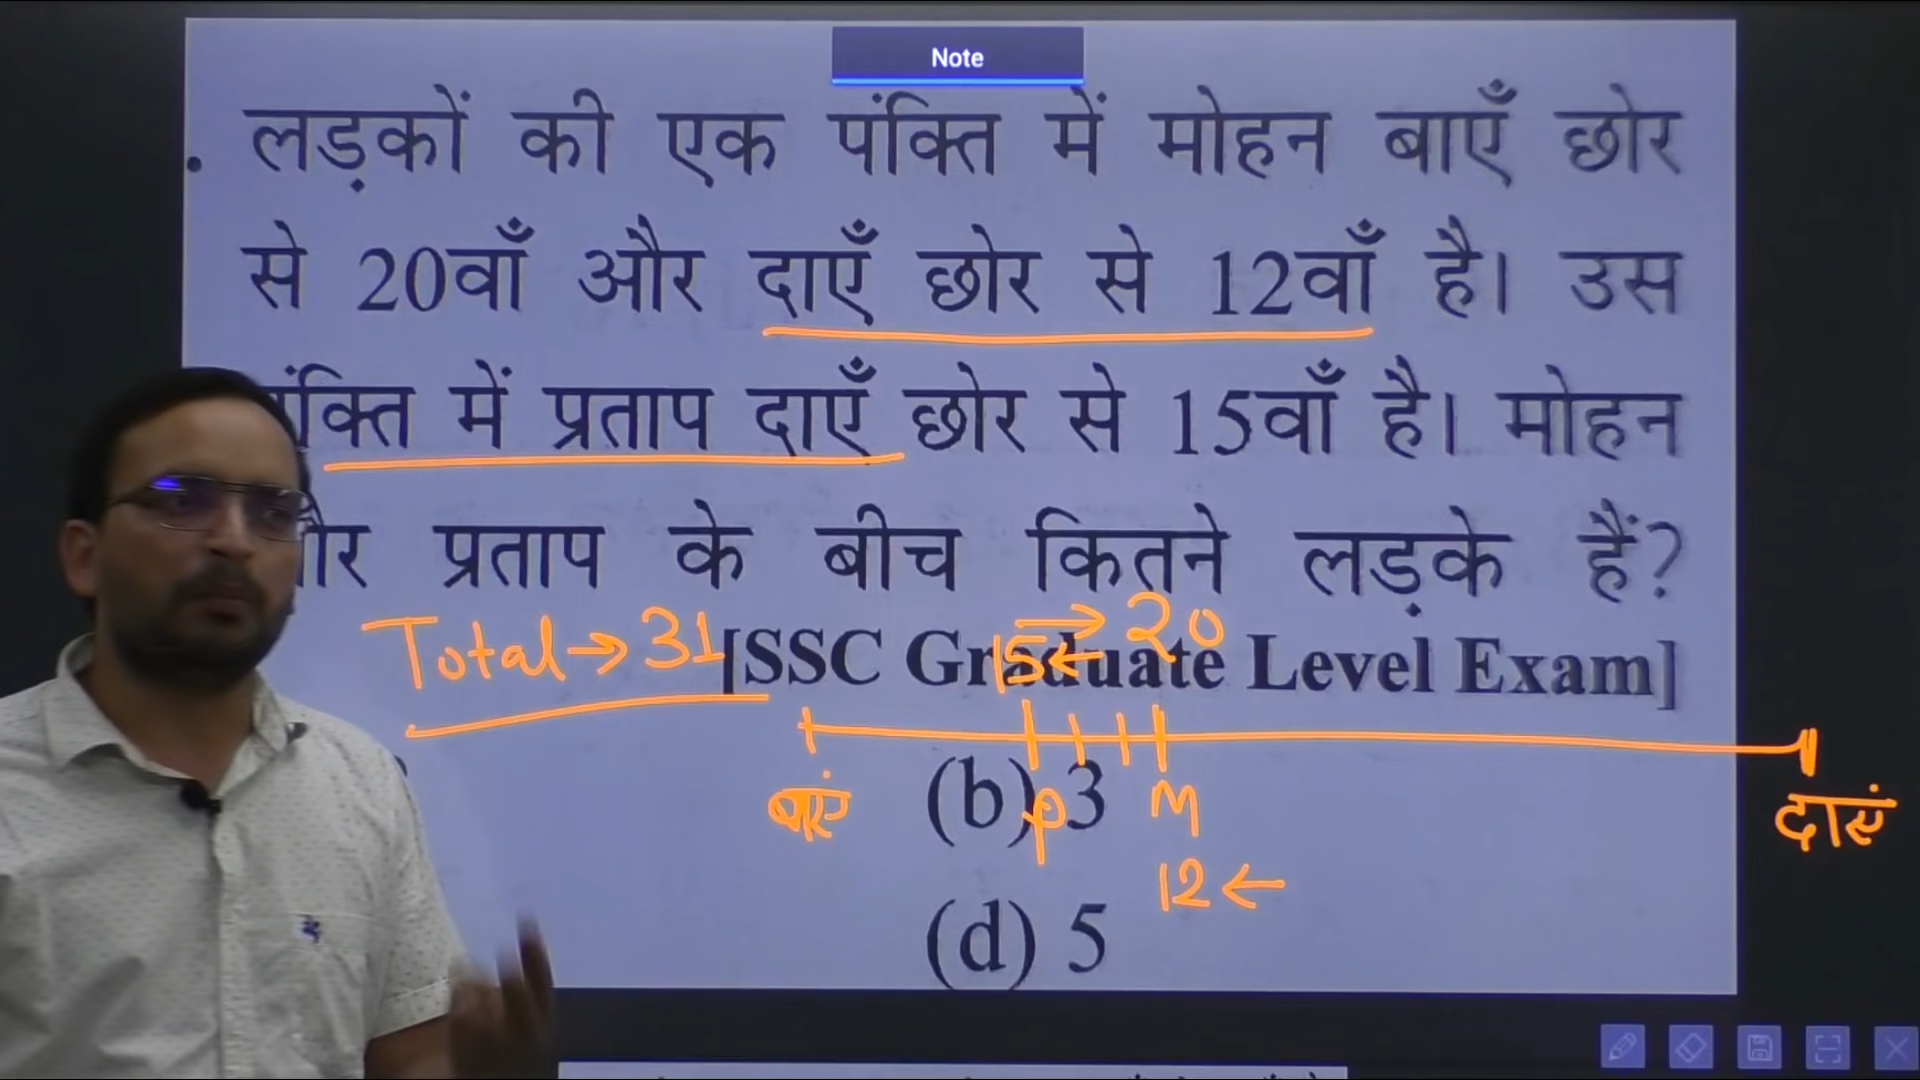 Note
. लड़कों की एक पंक्ति में मोहन बाएँ छोर
से 20वाँ और दाएँ छोर से 12वाँ है। उस
में प्रताप दाएँ छोर से 15वाँ है। मोहन
प्रताप के बीच कितने लड़के हैं?
Total→31 [SSC Graduate Level Exam]
15← → 20
बाएं दाएं
(b) 3
P M
12←
(d) 5